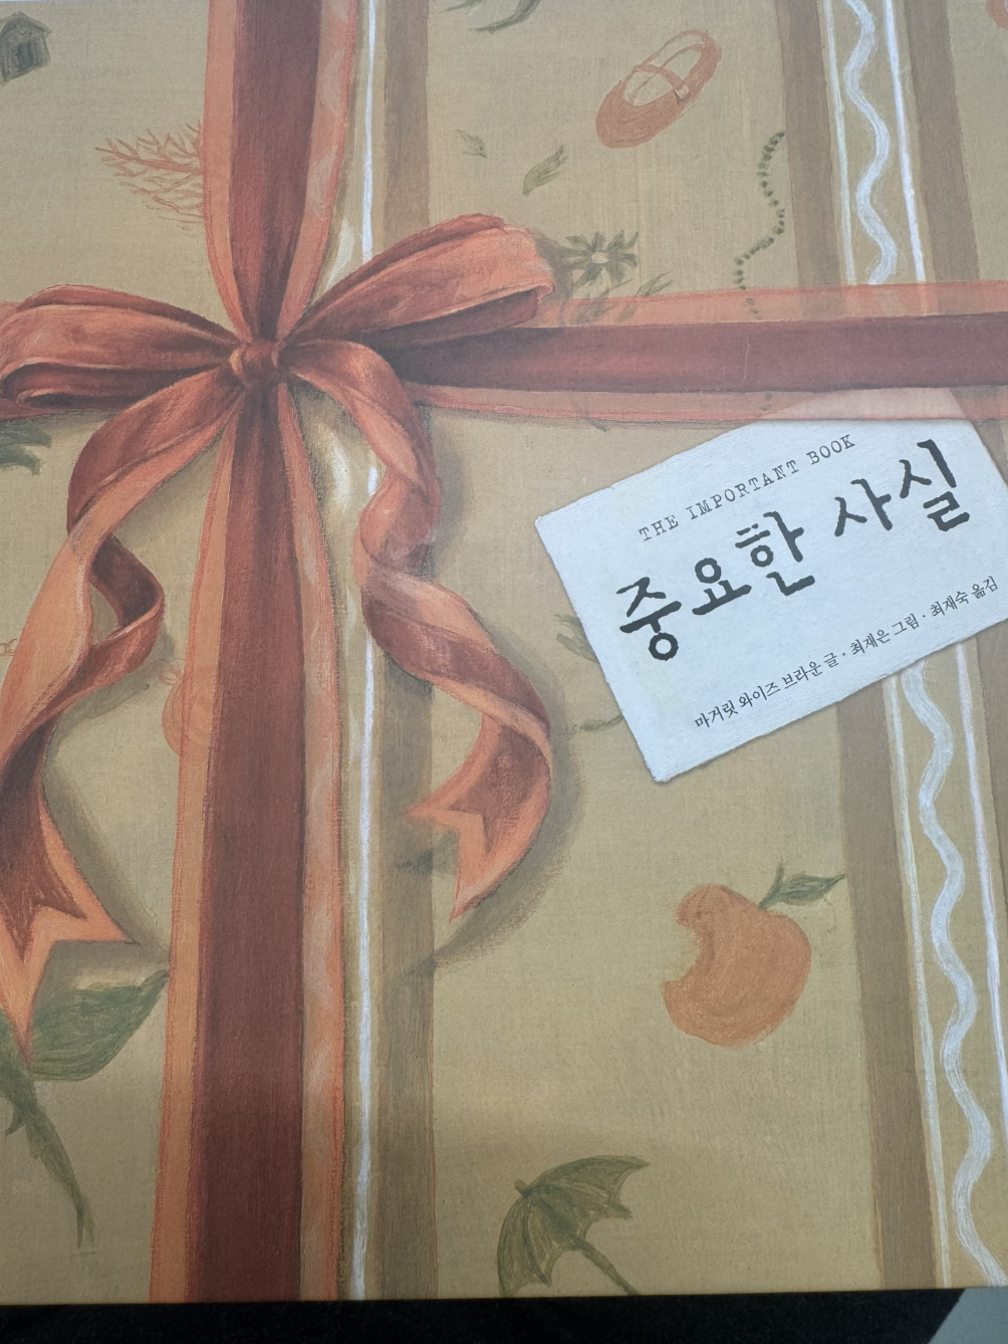 THE IMPORTANT BOOK
중요한 사실
마거릿 와이즈 브라운 글 · 최재은 그림 · 최재숙 옮김